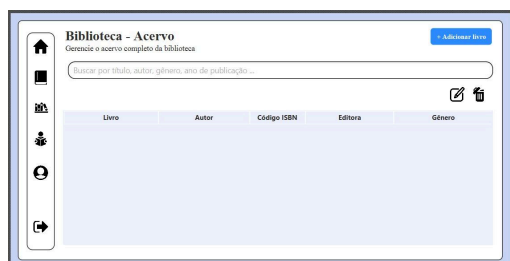 Biblioteca - Acervo
Gerencie o acervo completo da biblioteca
+ Adicionar livro
Buscar por título, autor, gênero, ano de publicação ...
Livro Autor Código ISBN Editora Gênero